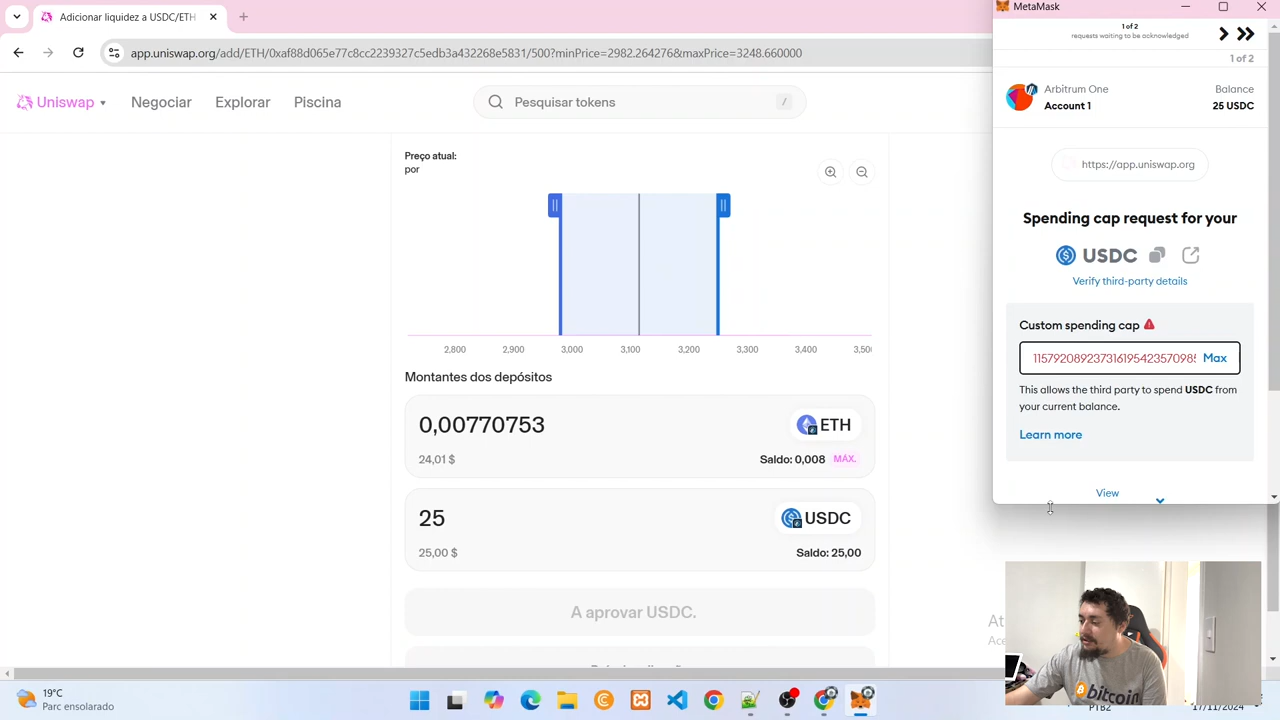 Adicionar liquidez a USDC/ETH
app.uniswap.org/add/ETH/0xaf88d065e77c8cc2239327c5edb3a432268e5831/500?minPrice=2982.264276&maxPrice=3248.660000
Uniswap
Negociar
Explorar
Piscina
Pesquisar tokens
/
Preço atual:
por
2,800
2,900
3,000
3,100
3,200
3,300
3,400
Montantes dos depósitos
0,00770753
ETH
24,01 $
Saldo: 0,008
MÁX.
25
USDC
25,00 $
Saldo: 25,00
A aprovar USDC.
MetaMask
1 of 2
requests waiting to be acknowledged
1 of 2
Arbitrum One
Balance
Account 1
25 USDC
https://app.uniswap.org
Spending cap request for your
USDC
Verify third-party details
Custom spending cap
115792089237316195423570985
Max
This allows the third party to spend USDC from
your current balance.
Learn more
View
bitcoin
19°C
Parc ensolarado
PTB2
17/11/2024